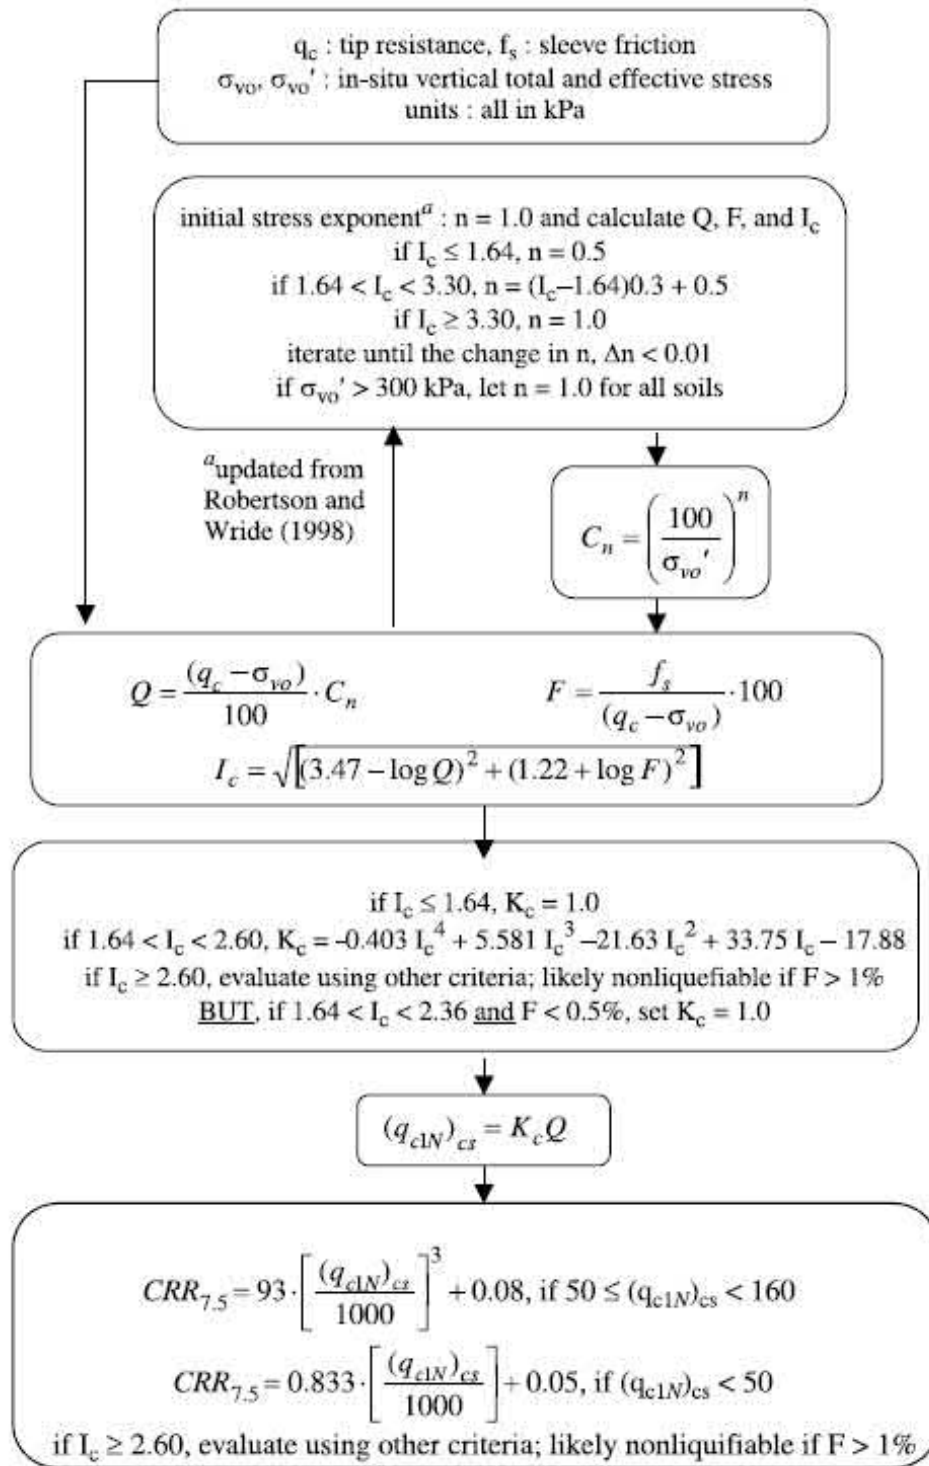 q_c : tip resistance, f_s : sleeve friction
σ_vo, σ_vo' : in-situ vertical total and effective stress
units : all in kPa
initial stress exponent^a : n = 1.0 and calculate Q, F, and I_c
if I_c ≤ 1.64, n = 0.5
if 1.64 < I_c < 3.30, n = (I_c–1.64)0.3 + 0.5
if I_c ≥ 3.30, n = 1.0
iterate until the change in n, Δn < 0.01
if σ_vo' > 300 kPa, let n = 1.0 for all soils
^a updated from
Robertson and
Wride (1998)
C_n = (100 / σ_vo')^n
Q = (q_c – σ_vo) / 100 · C_n
F = f_s / (q_c – σ_vo) · 100
I_c = √[(3.47 – log Q)^2 + (1.22 + log F)^2]
if I_c ≤ 1.64, K_c = 1.0
if 1.64 < I_c < 2.60, K_c = –0.403 I_c^4 + 5.581 I_c^3 –21.63 I_c^2 + 33.75 I_c – 17.88
if I_c ≥ 2.60, evaluate using other criteria; likely nonliquefiable if F > 1%
BUT, if 1.64 < I_c < 2.36 and F < 0.5%, set K_c = 1.0
(q_c1N)_cs = K_c Q
CRR_7.5 = 93 · [(q_c1N)_cs / 1000]^3 + 0.08, if 50 ≤ (q_c1N)_cs < 160
CRR_7.5 = 0.833 · [(q_c1N)_cs / 1000] + 0.05, if (q_c1N)_cs < 50
if I_c ≥ 2.60, evaluate using other criteria; likely nonliquifiable if F > 1%